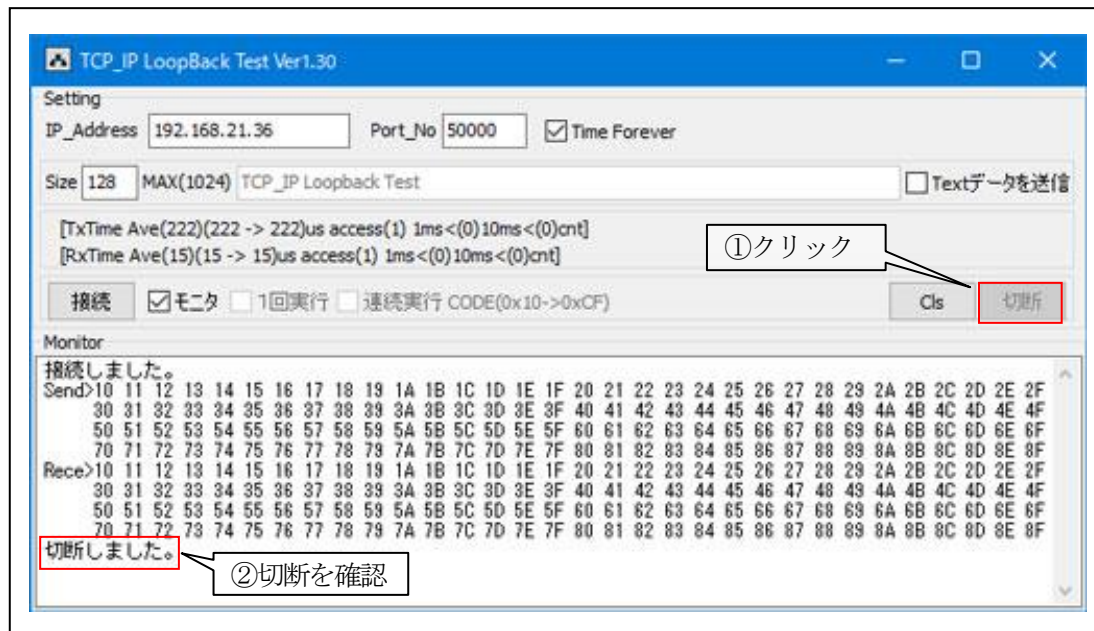 TCP_IP LoopBack Test Ver1.30
Setting
IP_Address 192.168.21.36 Port_No 50000 Time Forever
Size 128 MAX(1024) TCP_IP Loopback Test Textデータを送信
[TxTime Ave(222)(222 -> 222)us access(1) 1ms<(0)10ms<(0)cnt]
[RxTime Ave(15)(15 -> 15)us access(1) 1ms<(0)10ms<(0)cnt]
①クリック
接続 モニタ 1回実行 連続実行 CODE(0x10->0xCF) Cls 切断
Monitor
接続しました。
Send>10 11 12 13 14 15 16 17 18 19 1A 1B 1C 1D 1E 1F 20 21 22 23 24 25 26 27 28 29 2A 2B 2C 2D 2E 2F
30 31 32 33 34 35 36 37 38 39 3A 3B 3C 3D 3E 3F 40 41 42 43 44 45 46 47 48 49 4A 4B 4C 4D 4E 4F
50 51 52 53 54 55 56 57 58 59 5A 5B 5C 5D 5E 5F 60 61 62 63 64 65 66 67 68 69 6A 6B 6C 6D 6E 6F
70 71 72 73 74 75 76 77 78 79 7A 7B 7C 7D 7E 7F 80 81 82 83 84 85 86 87 88 89 8A 8B 8C 8D 8E 8F
Rece>10 11 12 13 14 15 16 17 18 19 1A 1B 1C 1D 1E 1F 20 21 22 23 24 25 26 27 28 29 2A 2B 2C 2D 2E 2F
30 31 32 33 34 35 36 37 38 39 3A 3B 3C 3D 3E 3F 40 41 42 43 44 45 46 47 48 49 4A 4B 4C 4D 4E 4F
50 51 52 53 54 55 56 57 58 59 5A 5B 5C 5D 5E 5F 60 61 62 63 64 65 66 67 68 69 6A 6B 6C 6D 6E 6F
70 71 72 73 74 75 76 77 78 79 7A 7B 7C 7D 7E 7F 80 81 82 83 84 85 86 87 88 89 8A 8B 8C 8D 8E 8F
切断しました。
②切断を確認